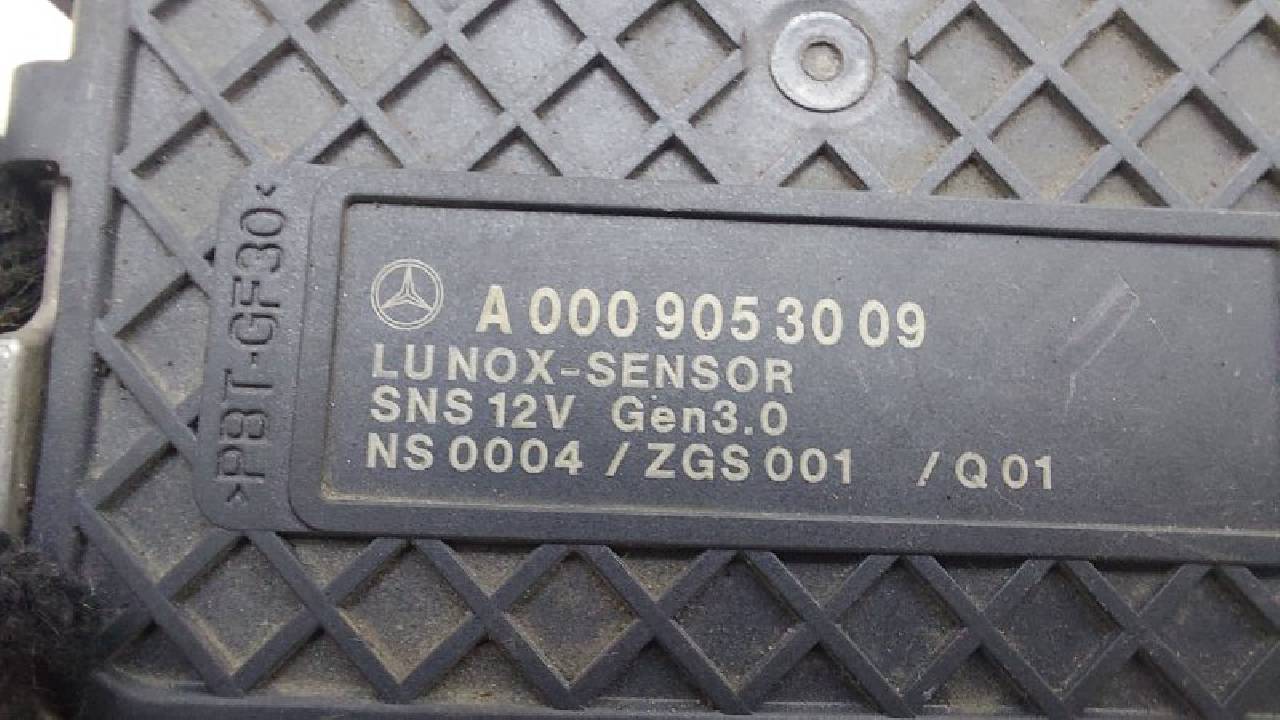 A 000 905 30 09
LU NOX-SENSOR
SNS 12V Gen3.0
NS 0004 / ZGS 001 / Q 01
>PBT-GF30<